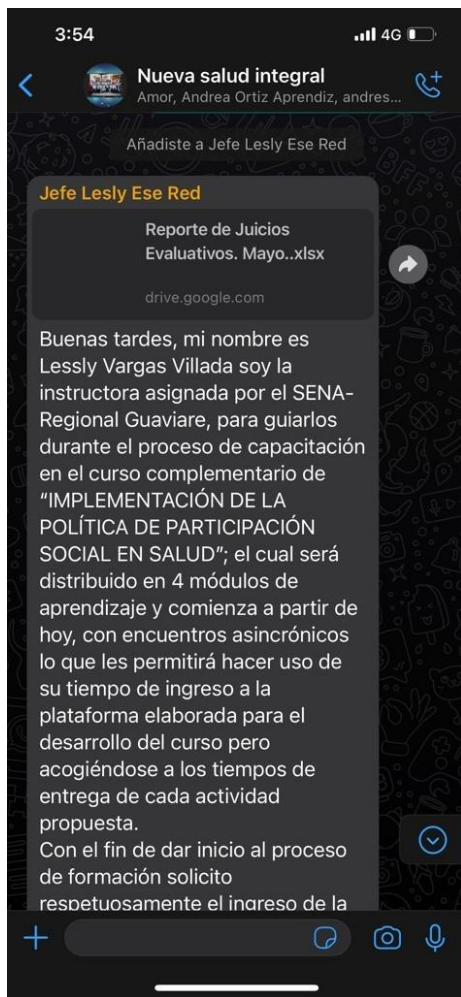 3:54
4G
Nueva salud integral
Amor, Andrea Ortiz Aprendiz, andres...
Añadiste a Jefe Lesly Ese Red
Jefe Lesly Ese Red
Reporte de Juicios
Evaluativos. Mayo..xlsx
drive.google.com
Buenas tardes, mi nombre es
Lessly Vargas Villada soy la
instructora asignada por el SENA-
Regional Guaviare, para guiarlos
durante el proceso de capacitación
en el curso complementario de
“IMPLEMENTACIÓN DE LA
POLÍTICA DE PARTICIPACIÓN
SOCIAL EN SALUD”; el cual será
distribuido en 4 módulos de
aprendizaje y comienza a partir de
hoy, con encuentros asincrónicos
lo que les permitirá hacer uso de
su tiempo de ingreso a la
plataforma elaborada para el
desarrollo del curso pero
acogiéndose a los tiempos de
entrega de cada actividad
propuesta.
Con el fin de dar inicio al proceso
de formación solicito
respetuosamente el ingreso de la